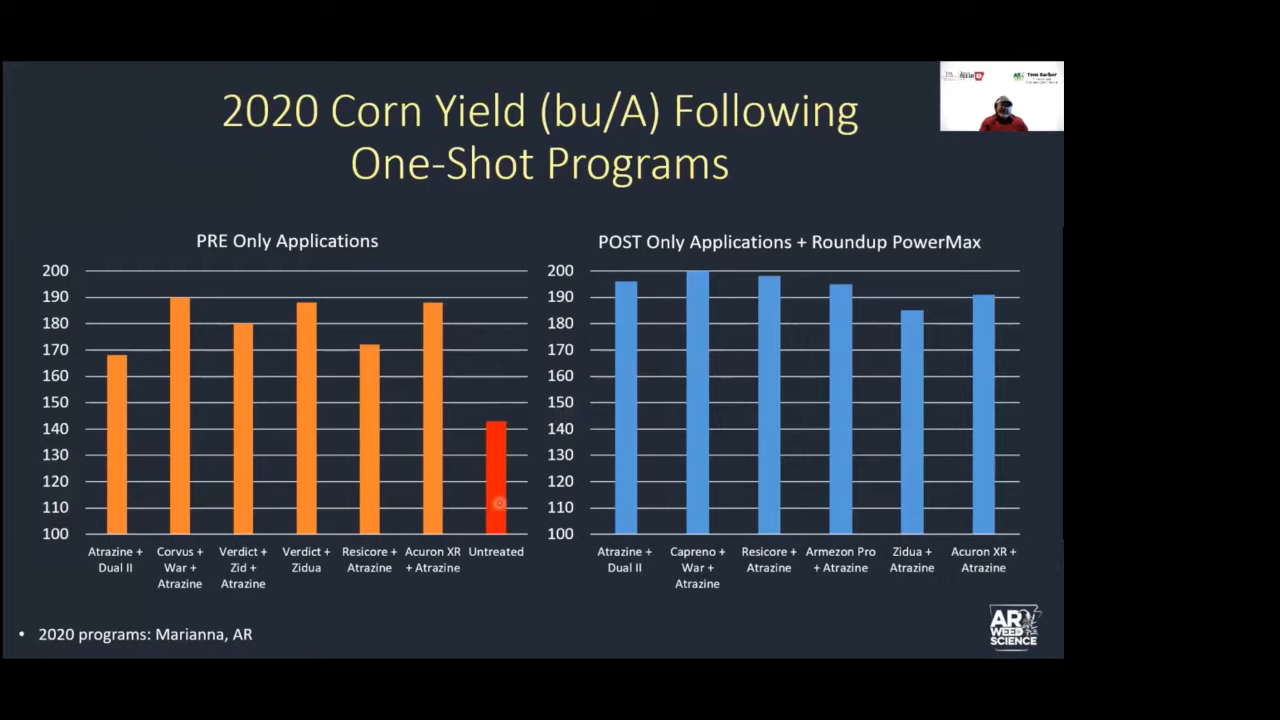 2020 Corn Yield (bu/A) Following
One-Shot Programs
Tom Barber
PRE Only Applications
200
190
180
170
160
150
140
130
120
110
100
Atrazine + Dual II
Corvus + War + Atrazine
Verdict + Zid + Atrazine
Verdict + Zidua
Resicore + Atrazine
Acuron XR + Atrazine
Untreated
POST Only Applications + Roundup PowerMax
200
190
180
170
160
150
140
130
120
110
100
Atrazine + Dual II
Capreno + War + Atrazine
Resicore + Atrazine
Armezon Pro + Atrazine
Zidua + Atrazine
Acuron XR + Atrazine
• 2020 programs: Marianna, AR
AR
WEED
SCIENCE